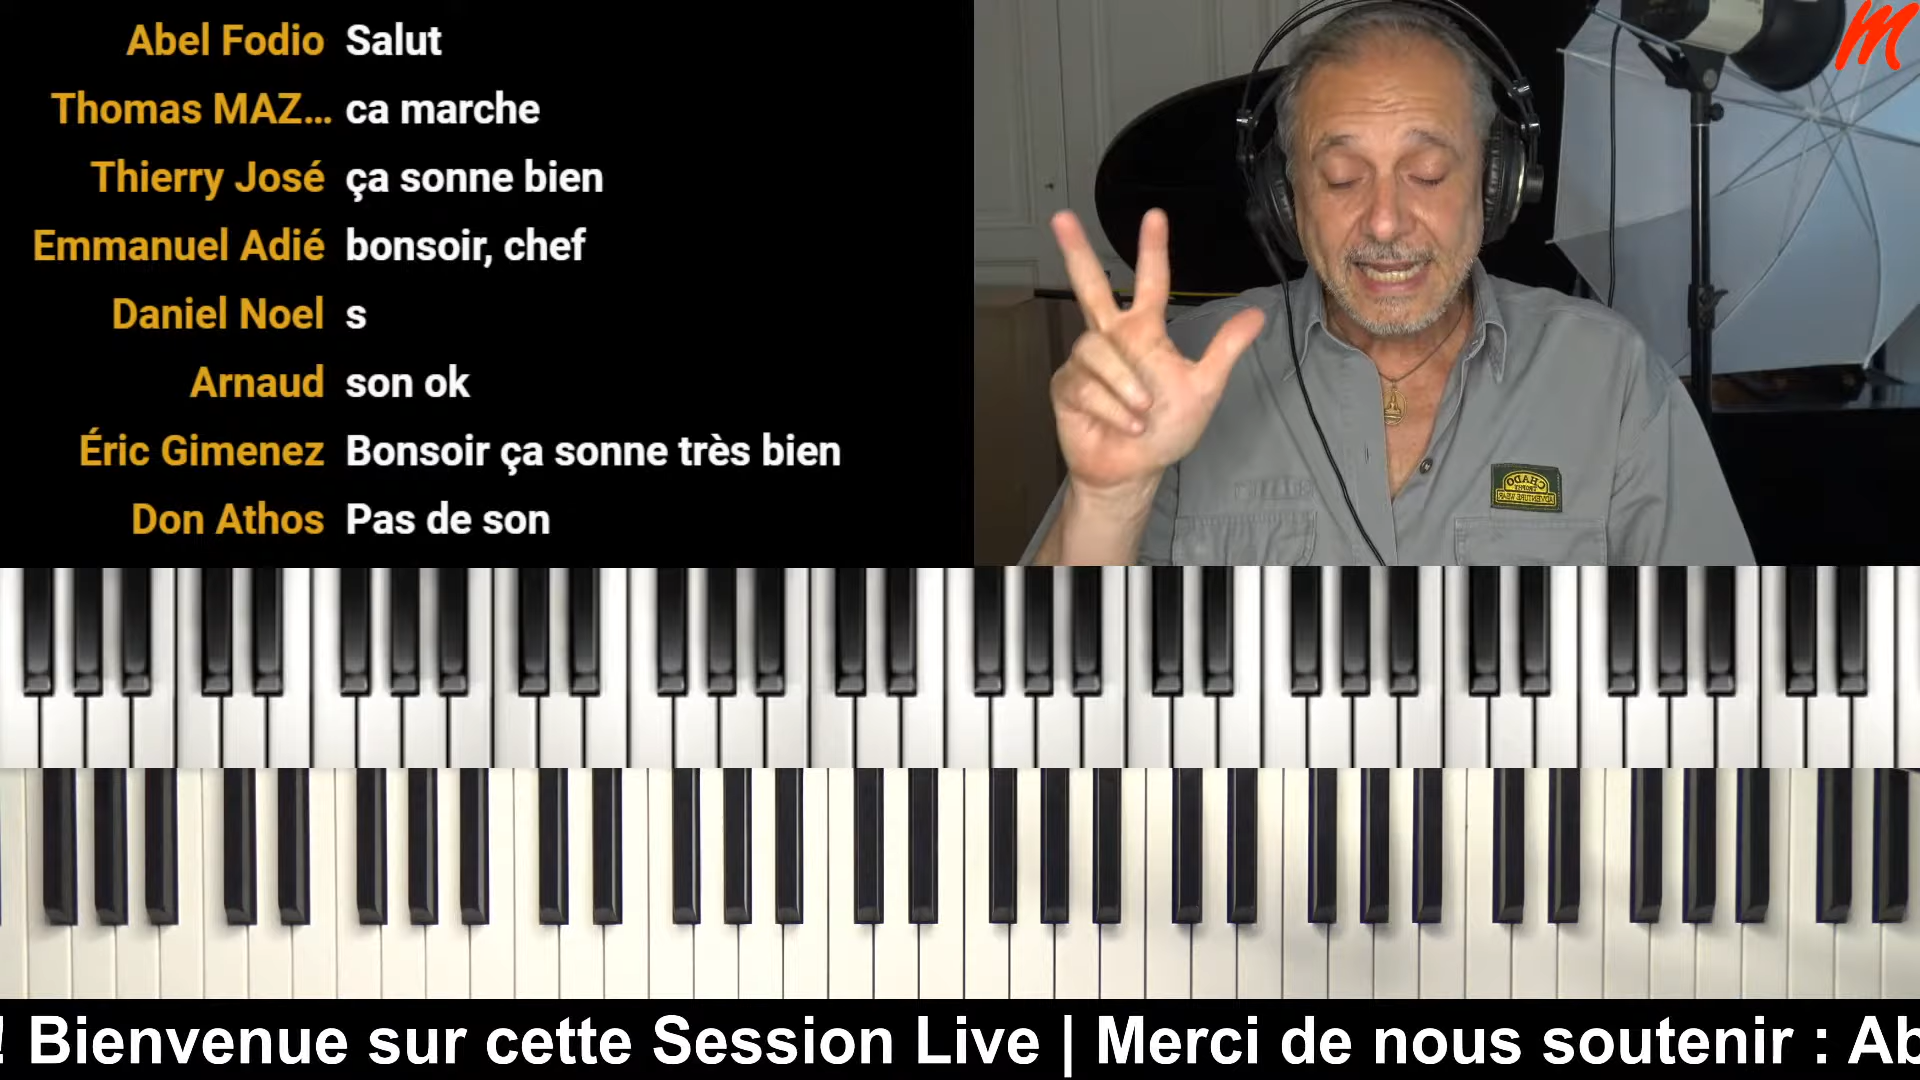 Abel Fodio Salut
Thomas MAZ... ca marche
Thierry José ça sonne bien
Emmanuel Adié bonsoir, chef
Daniel Noel s
Arnaud son ok
Éric Gimenez Bonsoir ça sonne très bien
Don Athos Pas de son
CHADO
! Bienvenue sur cette Session Live | Merci de nous soutenir : Ab